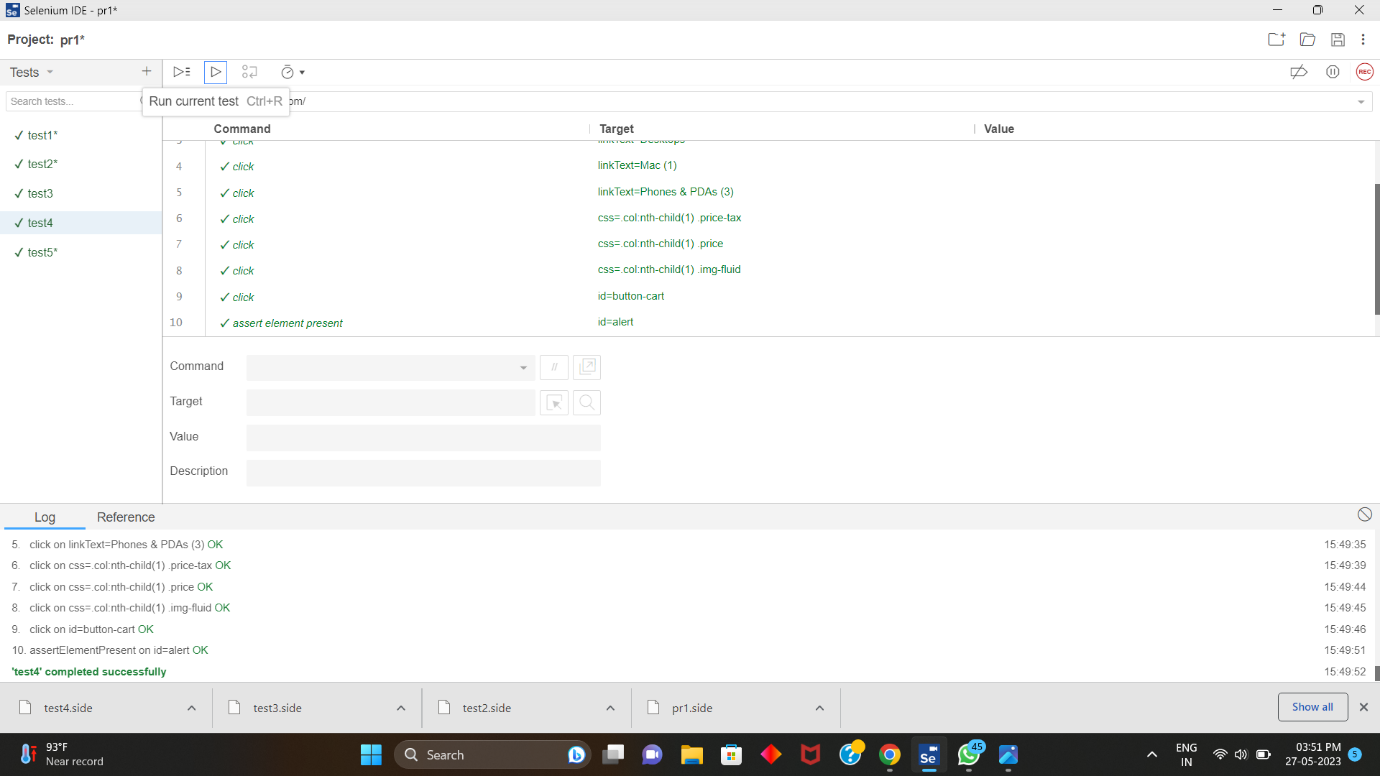 Selenium IDE - pr1*
Project: pr1*
Tests
Search tests...
Run current test Ctrl+R
om/
Command Target Value
click linkText=Desktops
4 ✓ click linkText=Mac (1)
5 ✓ click linkText=Phones & PDAs (3)
6 ✓ click css=.col:nth-child(1) .price-tax
7 ✓ click css=.col:nth-child(1) .price
8 ✓ click css=.col:nth-child(1) .img-fluid
9 ✓ click id=button-cart
10 ✓ assert element present id=alert
✓ test1*
✓ test2*
✓ test3
✓ test4
✓ test5*
REC
Command
//
Target
Value
Description
Log Reference
5. click on linkText=Phones & PDAs (3) OK 15:49:35
6. click on css=.col:nth-child(1) .price-tax OK 15:49:39
7. click on css=.col:nth-child(1) .price OK 15:49:44
8. click on css=.col:nth-child(1) .img-fluid OK 15:49:45
9. click on id=button-cart OK 15:49:46
10. assertElementPresent on id=alert OK 15:49:51
'test4' completed successfully 15:49:52
test4.side test3.side test2.side pr1.side Show all
93°F
Near record
Search
Se
45
ENG
IN
03:51 PM
27-05-2023
5